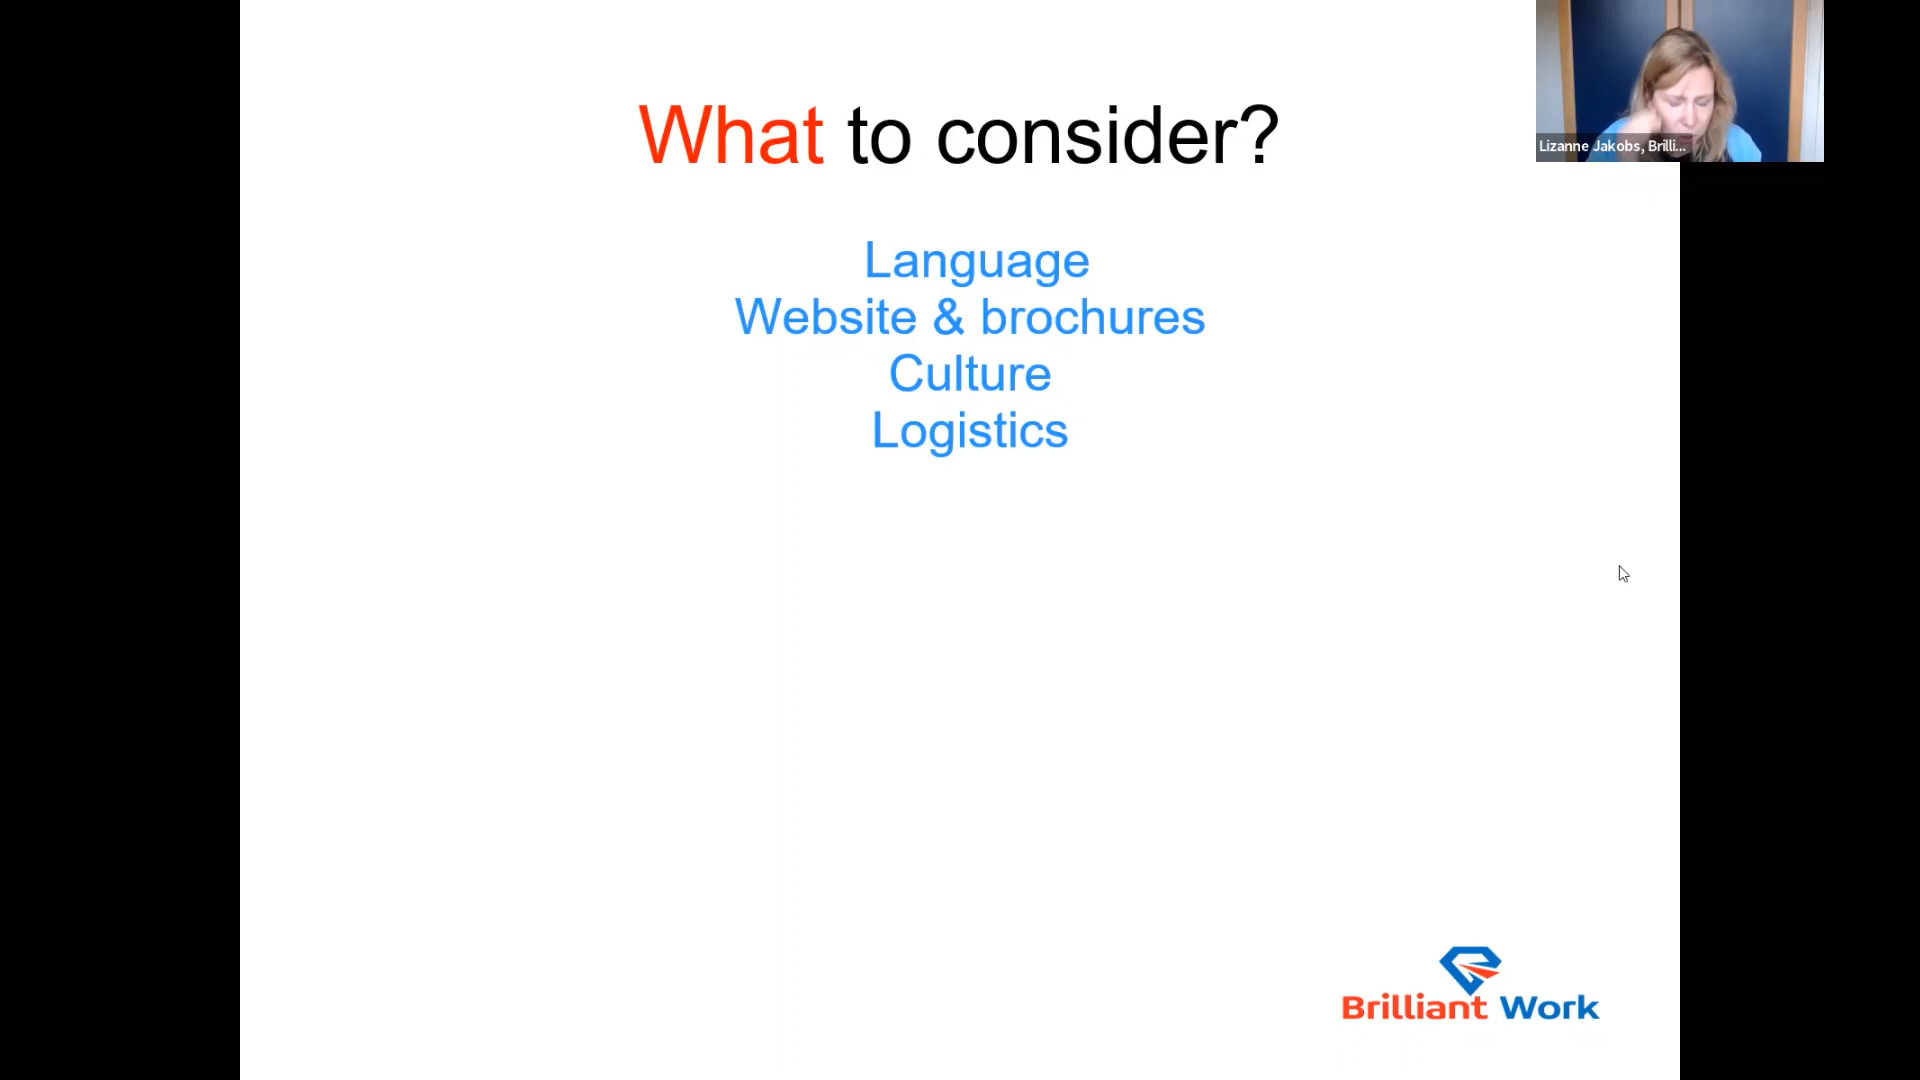 What to consider?
Lizanne Jakobs, Brilli...
Language
Website & brochures
Culture
Logistics
Brilliant Work